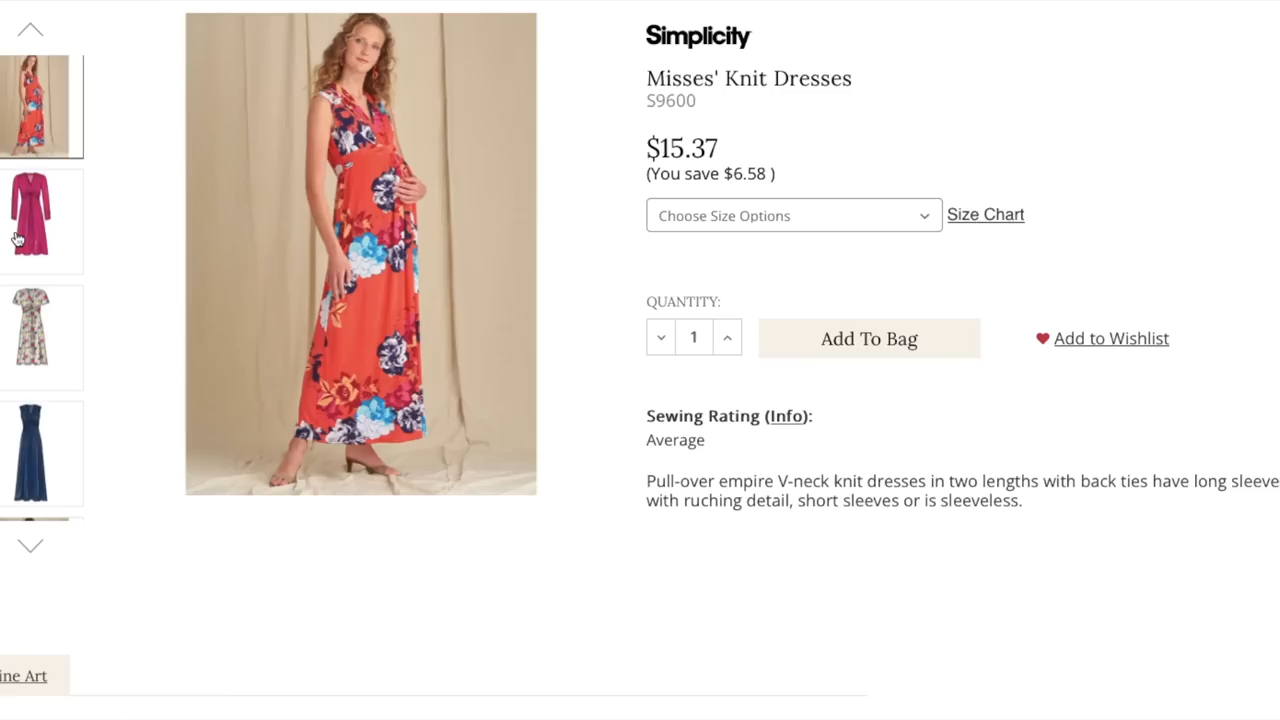 Simplicity
Misses' Knit Dresses
S9600
$15.37
(You save $6.58 )
Choose Size Options
Size Chart
QUANTITY:
1
Add To Bag
Add to Wishlist
Sewing Rating (Info):
Average
Pull-over empire V-neck knit dresses in two lengths with back ties have long sleeve
with ruching detail, short sleeves or is sleeveless.
ine Art